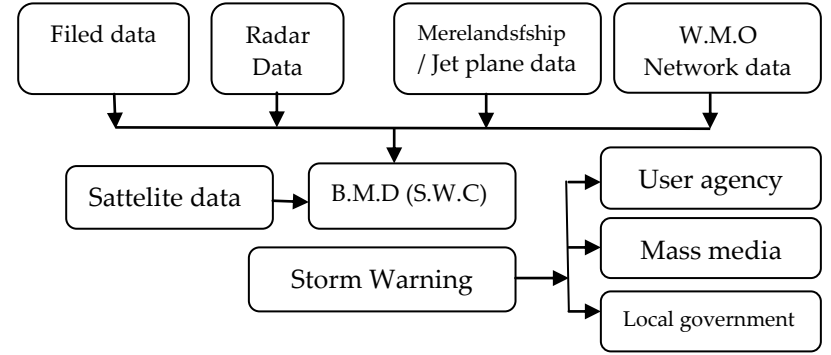 Filed data
Radar
Data
Merelandsfship
/ Jet plane data
W.M.O
Network data
Sattelite data
B.M.D (S.W.C)
User agency
Mass media
Storm Warning
Local government